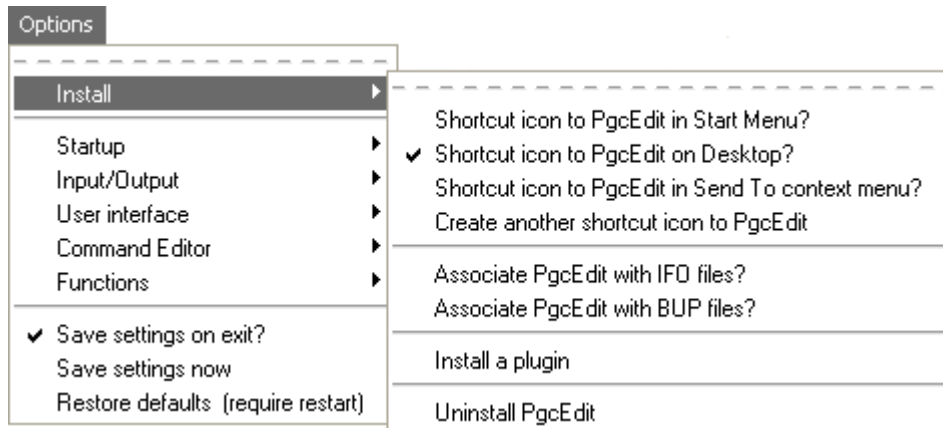 Options
Install
Startup
Input/Output
User interface
Command Editor
Functions
Save settings on exit?
Save settings now
Restore defaults (require restart)
Shortcut icon to PgcEdit in Start Menu?
Shortcut icon to PgcEdit on Desktop?
Shortcut icon to PgcEdit in Send To context menu?
Create another shortcut icon to PgcEdit
Associate PgcEdit with IFO files?
Associate PgcEdit with BUP files?
Install a plugin
Uninstall PgcEdit